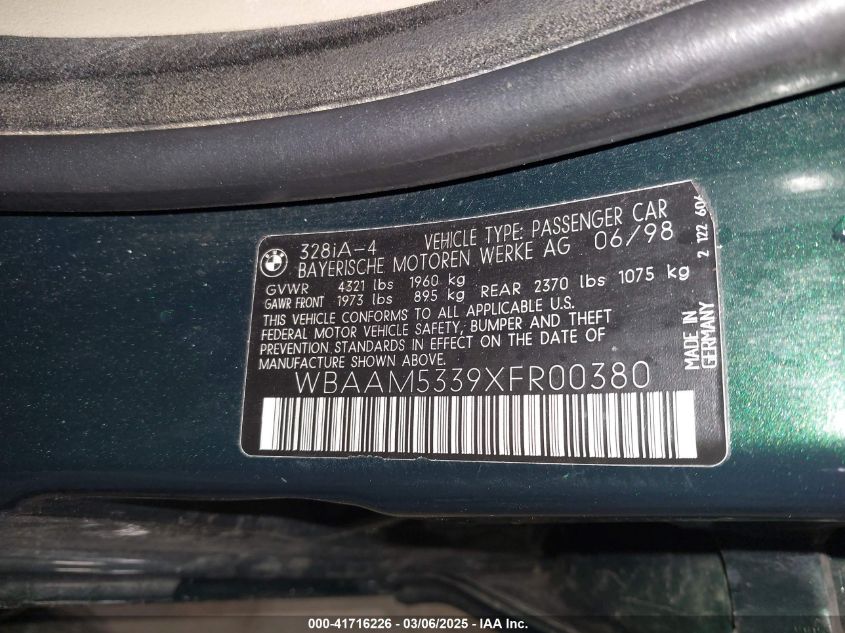 BMW
328iA-4 VEHICLE TYPE: PASSENGER CAR
BAYERISCHE MOTOREN WERKE AG 06/98
GVWR 4321 lbs 1960 kg
GAWR FRONT 1973 lbs 895 kg REAR 2370 lbs 1075 kg
THIS VEHICLE CONFORMS TO ALL APPLICABLE U.S.
FEDERAL MOTOR VEHICLE SAFETY, BUMPER AND THEFT
PREVENTION STANDARDS IN EFFECT ON THE DATE OF
MANUFACTURE SHOWN ABOVE.
WBAAM5339XFR00380
2 122 606
MADE IN
GERMANY
000-41716226 - 03/06/2025 - IAA Inc.